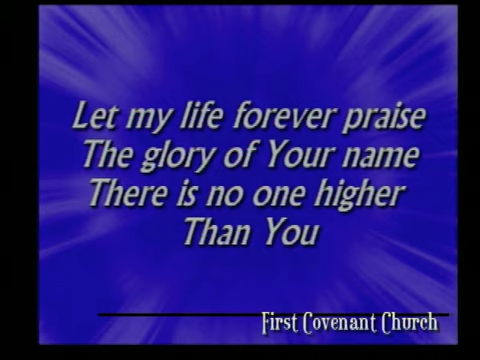 Let my life forever praise
The glory of Your name
There is no one higher
Than You
First Covenant Church